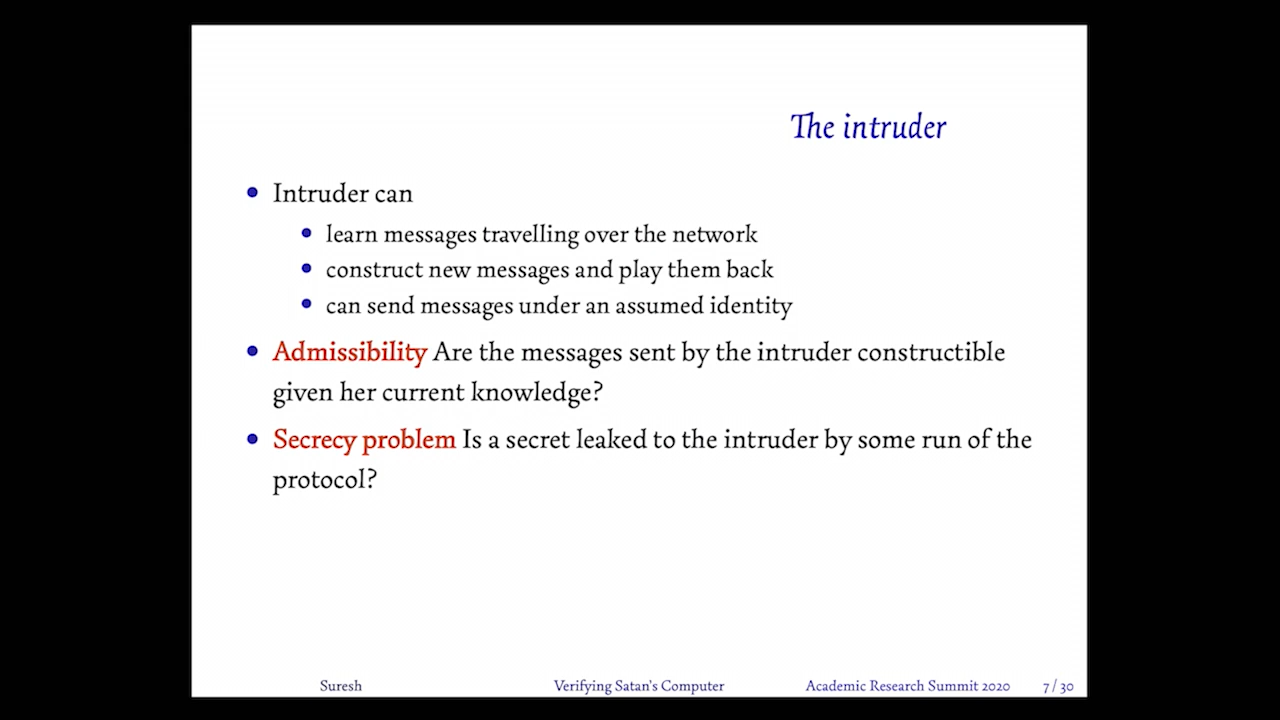 The intruder
• Intruder can
• learn messages travelling over the network
• construct new messages and play them back
• can send messages under an assumed identity
• Admissibility Are the messages sent by the intruder constructible
given her current knowledge?
• Secrecy problem Is a secret leaked to the intruder by some run of the
protocol?
Suresh Verifying Satan's Computer Academic Research Summit 2020 7 / 30